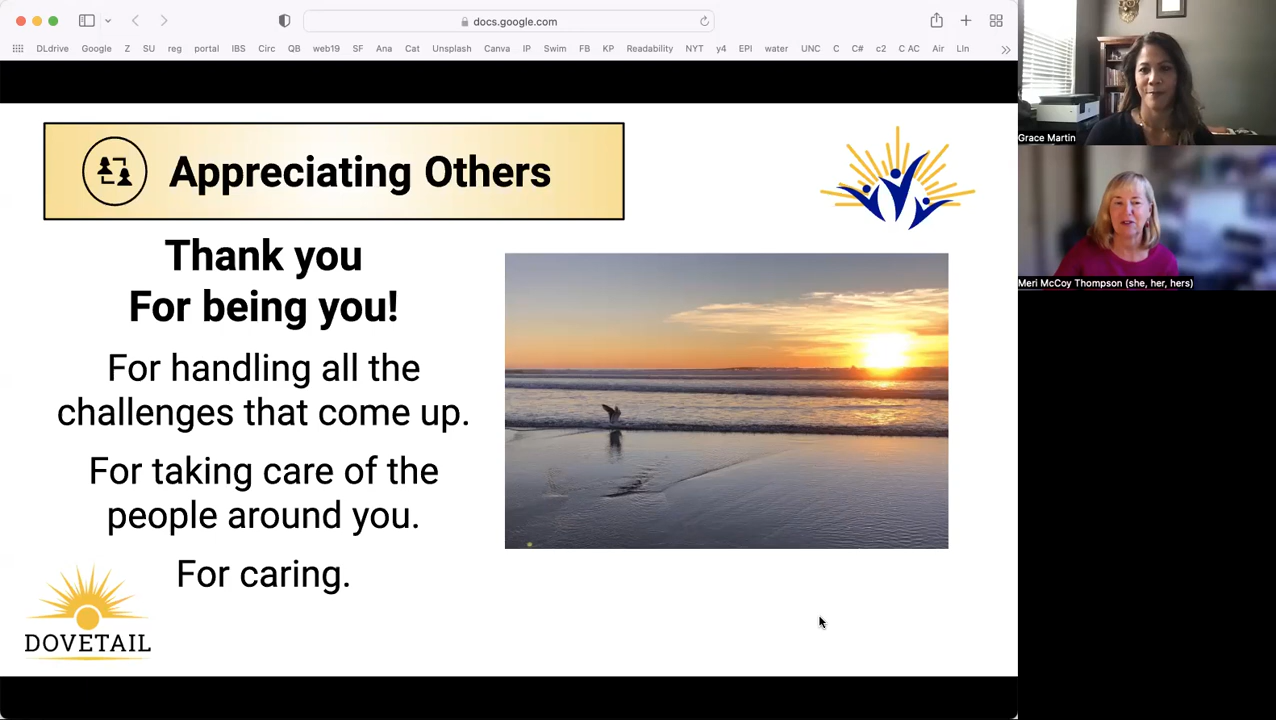 docs.google.com
DLdrive Google Z SU reg portal IBS Circ QB web19 SF Ana Cat Unsplash Canva IP Swim FB KP Readability NYT y4 EPI water UNC C C# c2 C AC Air LIn
Appreciating Others
Thank you
For being you!
For handling all the
challenges that come up.
For taking care of the
people around you.
For caring.
DOVETAIL
Grace Martin
Meri McCoy Thompson (she, her, hers)